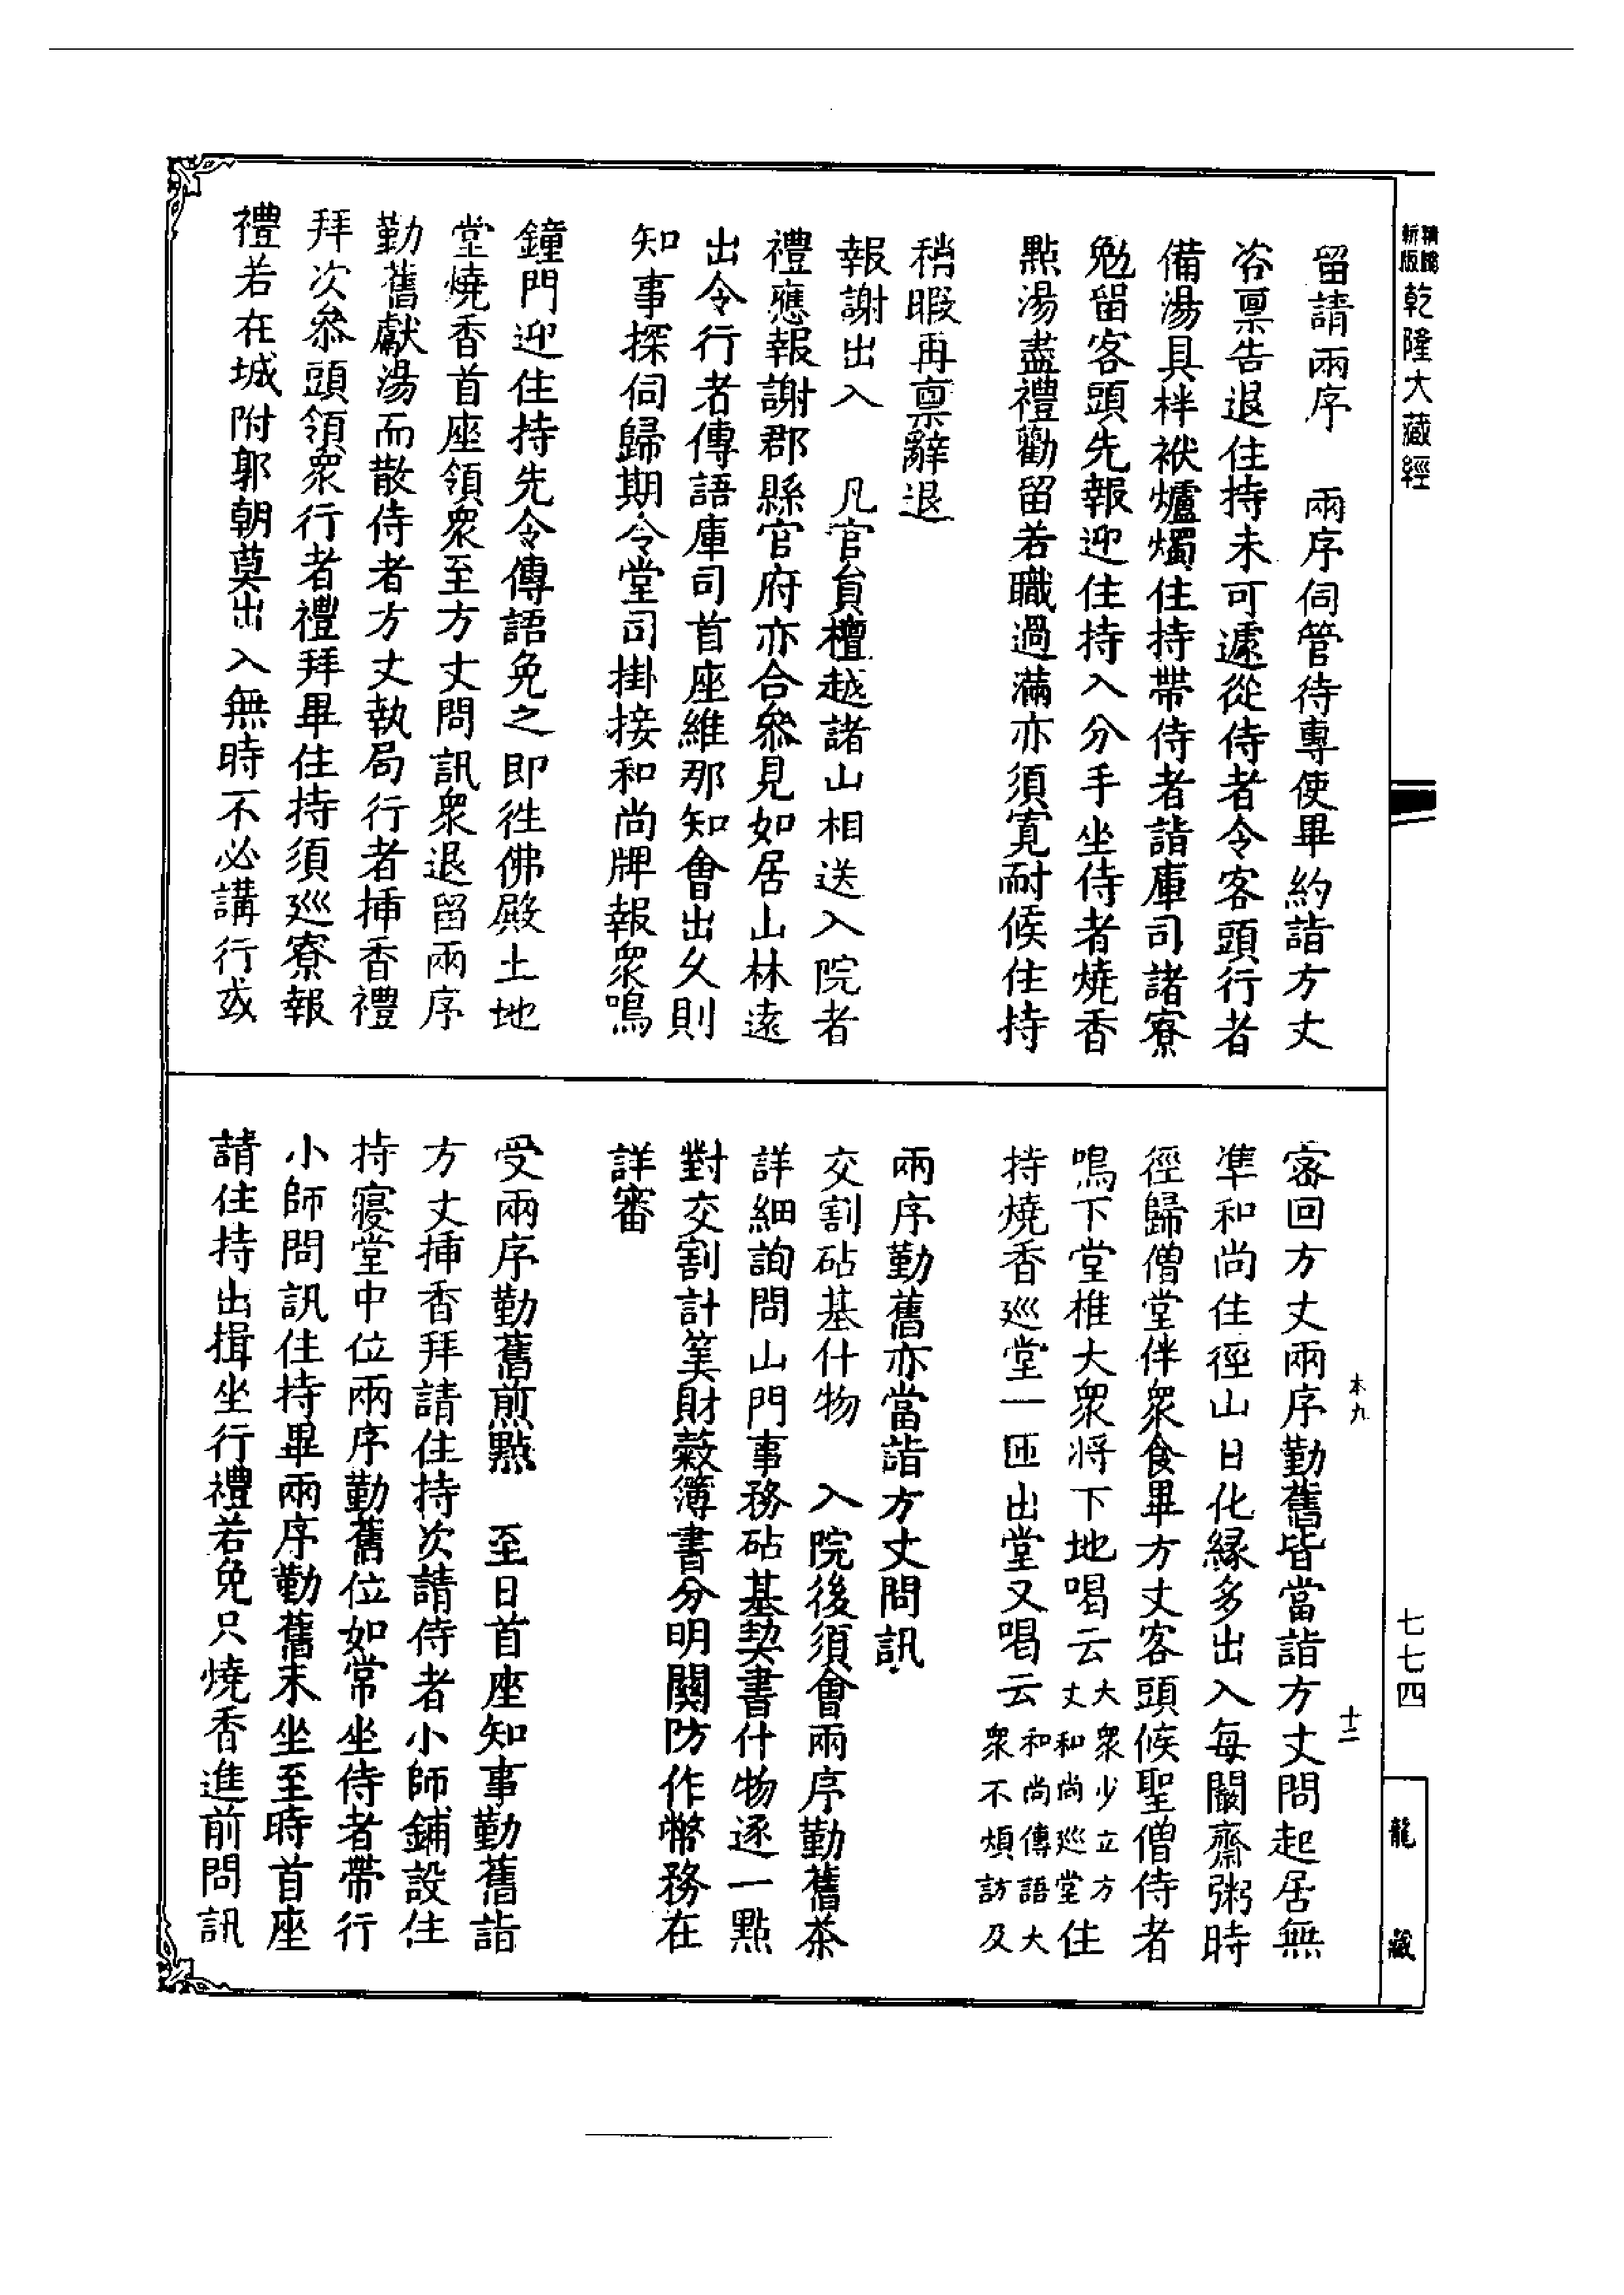 精縮
新版
乾隆大藏經
七七四
龍藏
留請兩序　兩序伺管待專使畢約詣方丈
咨禀告退住持未可遽從侍者令客頭行者
備湯具柈袱爐燭住持帶侍者詣庫司諸寮
勉留客頭先報迎住持入分手坐侍者燒香
點湯盡禮勸留若職過滿亦須寬耐候住持
稍暇再禀辭退
報謝出入　凡官員檀越諸山相送入院者
禮應報謝郡縣官府亦合叅見如居山林遠
出令行者傳語庫司首座維那知會出久則
知事探伺歸期令堂司掛接和尚牌報衆鳴
鐘門迎住持先令傳語免之即徃佛殿土地
堂燒香首座領衆至方丈問訊衆退留兩序
勤舊獻湯而散侍者方丈執局行者揷香禮
拜次叅頭領衆行者禮拜畢住持須廵寮報
禮若在城附郭朝莫出入無時不必講行或
本九
十二
客回方丈兩序勤舊皆當詣方丈問起居無
準和尚住徑山日化縁多出入每闞齋粥時
徑歸僧堂伴衆食畢方丈客頭候聖僧侍者
鳴下堂椎大衆將下地喝云大衆少立方丈和尚廵堂住
持燒香廵堂一匝出堂又喝云和尚傳語大衆不煩訪及
兩序勤舊亦當詣方丈問訊
交割砧基什物　入院後須會兩序勤舊茶
詳細詢問山門事務砧基契書什物逐一點
對交割計筭財穀簿書分明關防作幣務在
詳審
受兩序勤舊煎點　至日首座知事勤舊詣
方丈揷香拜請住持次請侍者小師鋪設住
持寢堂中位兩序勤舊位如常坐侍者帶行
小師問訊住持畢兩序勤舊末坐至時首座
請住持出揖坐行禮若免只燒香進前問訊